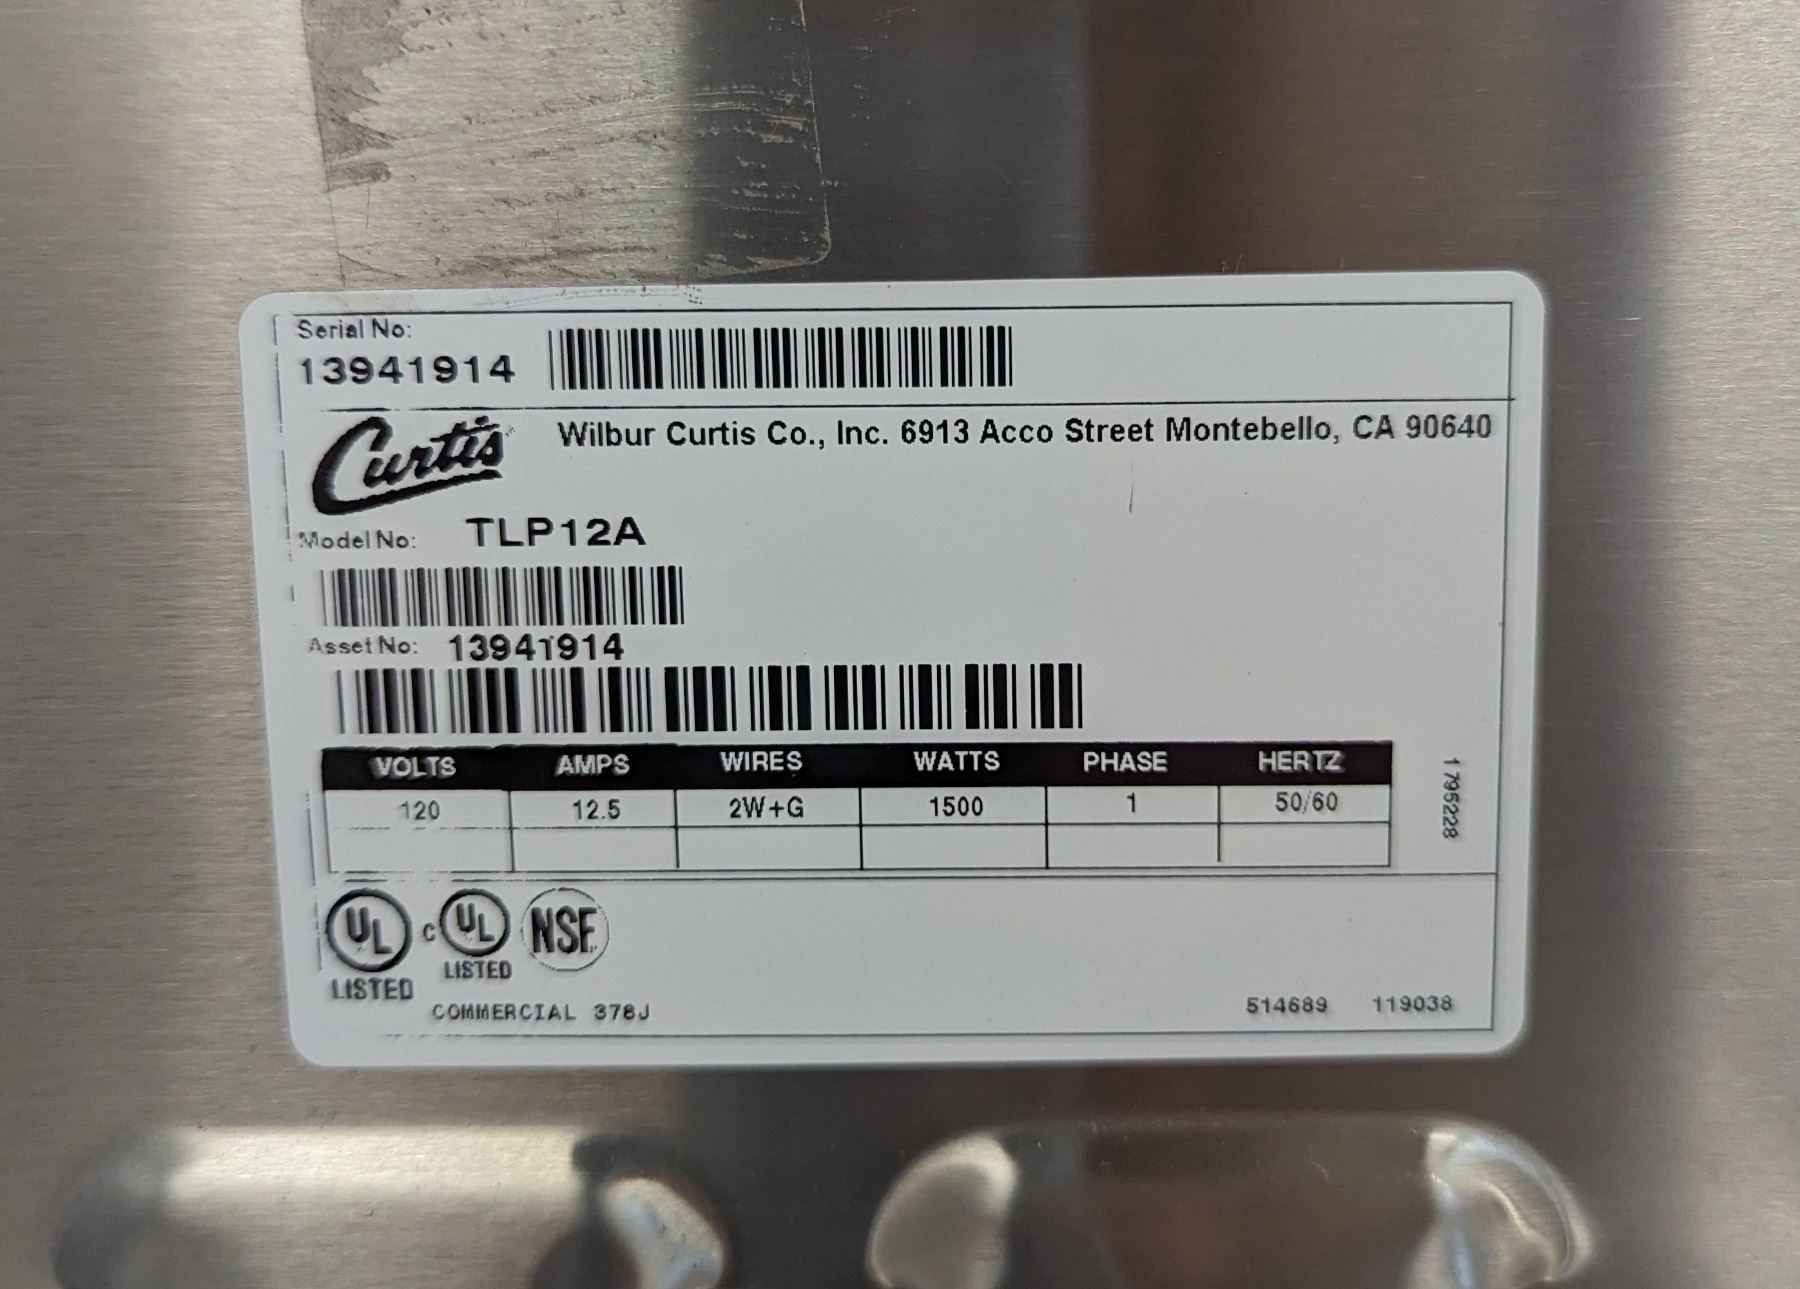 Serial No:
13941914
Curtis
Wilbur Curtis Co., Inc. 6913 Acco Street Montebello, CA 90640
Model No: TLP12A
Asset No: 13941914
VOLTS AMPS WIRES WATTS PHASE HERTZ
120 12.5 2W+G 1500 1 50/60
1795228
UL c UL NSF.
LISTED LISTED
COMMERCIAL 378J
514689 119038